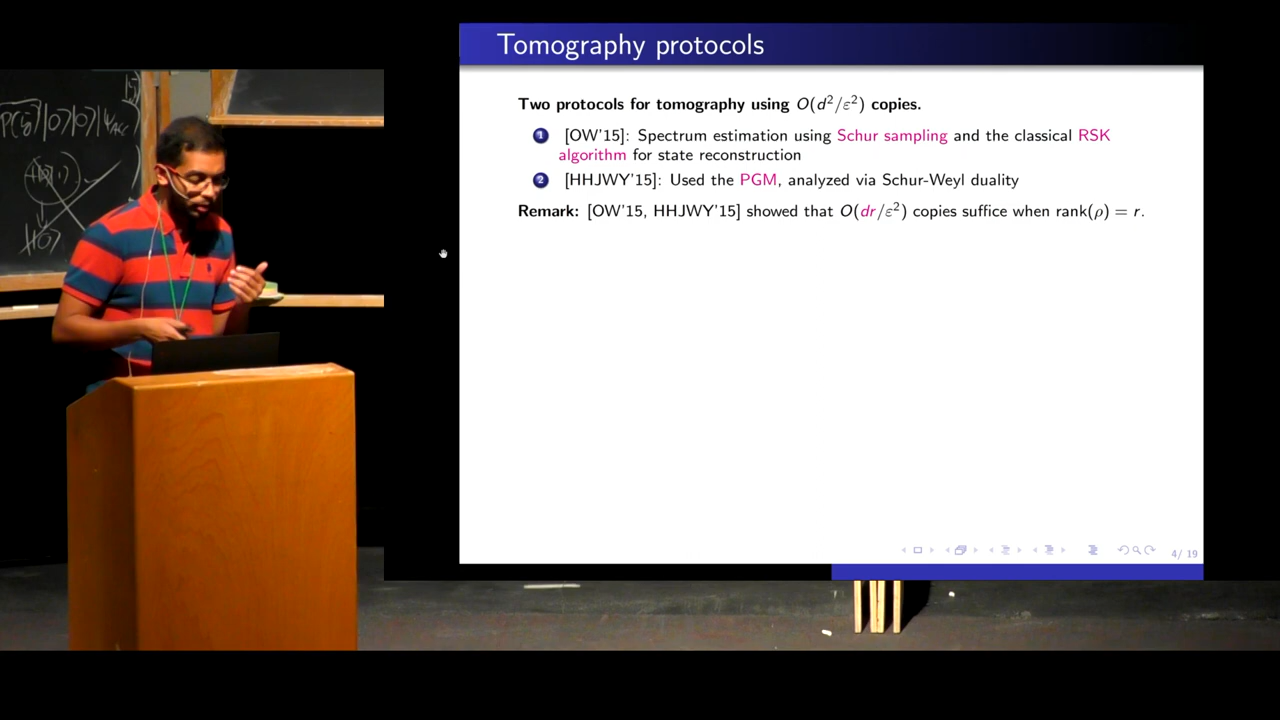 Tomography protocols
Two protocols for tomography using O(d²/ε²) copies.
1 [OW'15]: Spectrum estimation using Schur sampling and the classical RSK
algorithm for state reconstruction
2 [HHJWY'15]: Used the PGM, analyzed via Schur-Weyl duality
Remark: [OW'15, HHJWY'15] showed that O(dr/ε²) copies suffice when rank(ρ) = r.
4/ 19